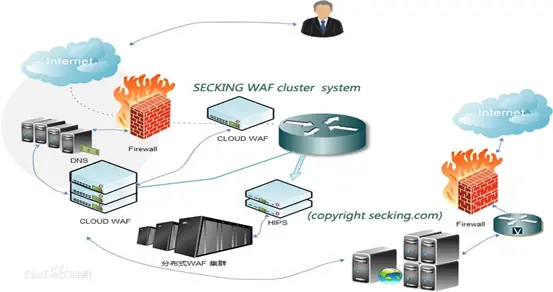 Internet
SECKING WAF cluster system
Internet
CLOUD WAF
DNS
Firewall
CLOUD WAF
HIPS
(copyright secking.com)
Firewall
V
分布式WAF 集群